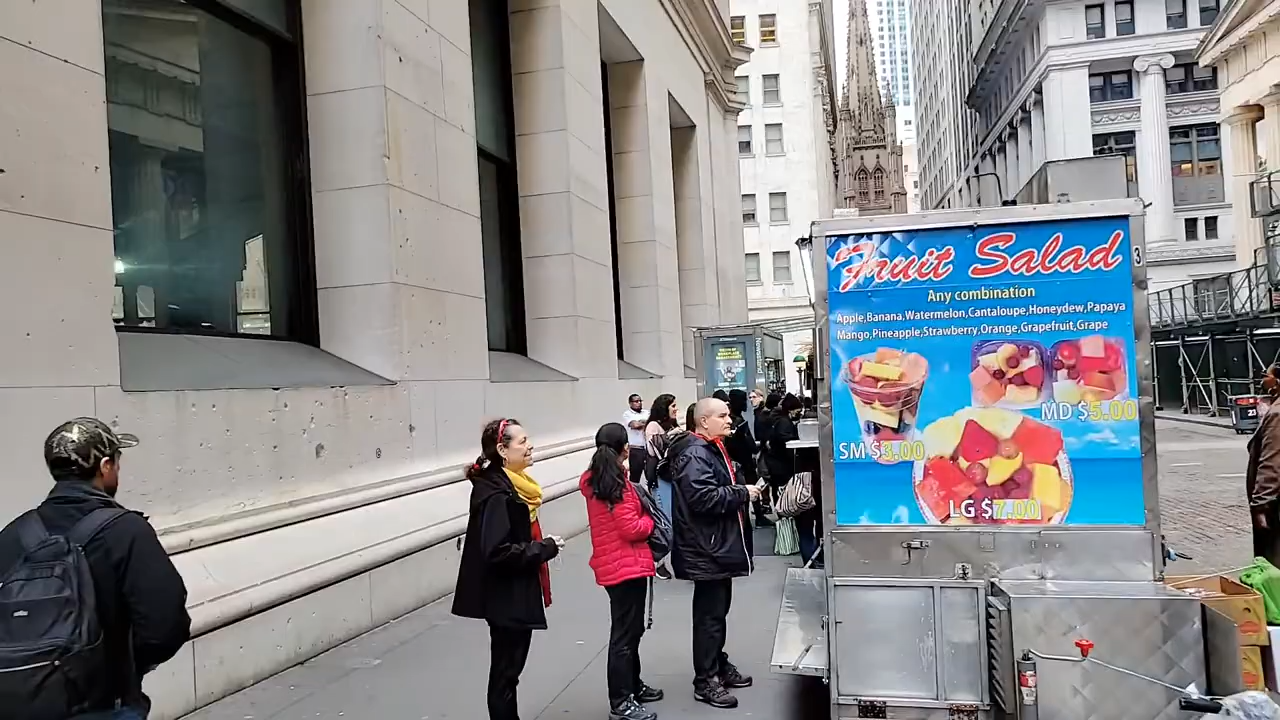 Fruit Salad
Any combination
Apple,Banana,Watermelon,Cantaloupe,Honeydew,Papaya
Mango,Pineapple,Strawberry,Orange,Grapefruit,Grape
MD $5.00
SM $3.00
LG $7.00
3